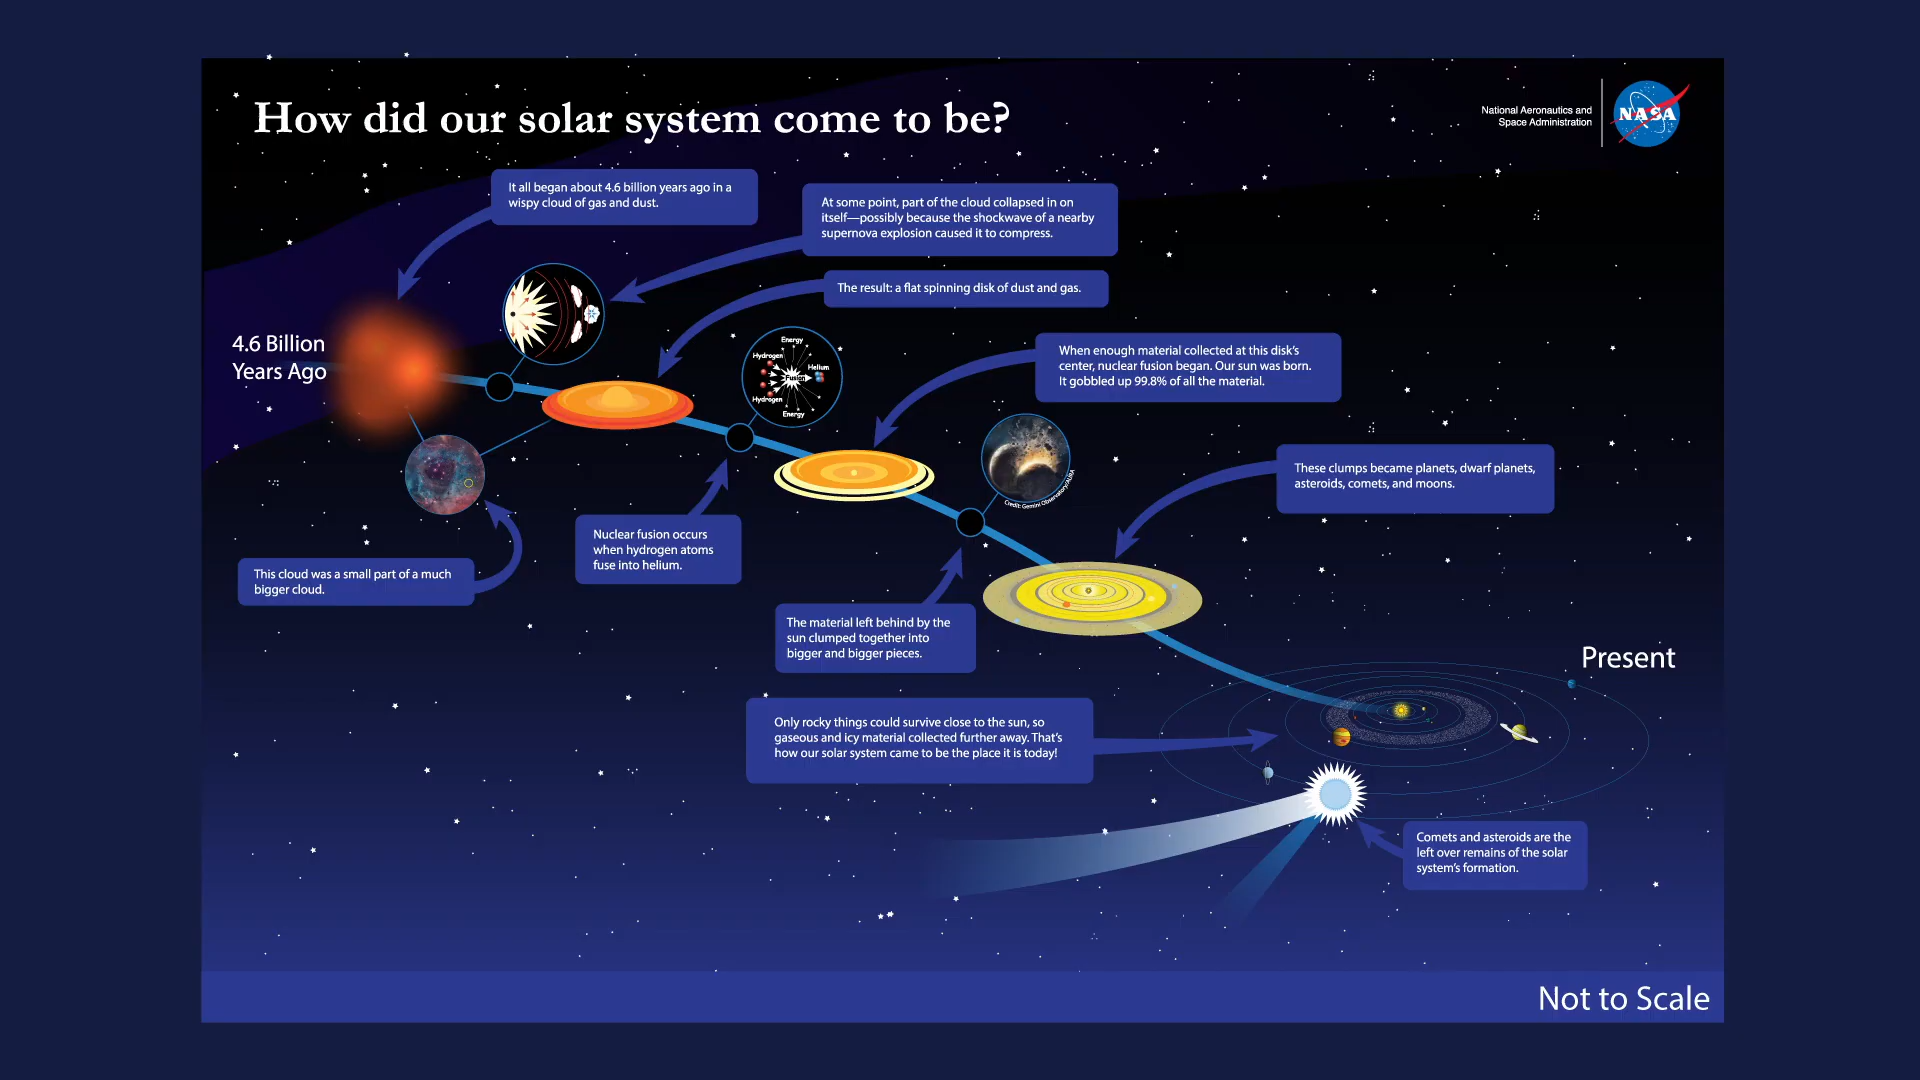 How did our solar system come to be?
National Aeronautics and
Space Administration
NASA
It all began about 4.6 billion years ago in a
wispy cloud of gas and dust.
At some point, part of the cloud collapsed in on
itself—possibly because the shockwave of a nearby
supernova explosion caused it to compress.
The result: a flat spinning disk of dust and gas.
4.6 Billion
Years Ago
Energy
Hydrogen
Helium
Fusion
Hydrogen
Energy
When enough material collected at this disk's
center, nuclear fusion began. Our sun was born.
It gobbled up 99.8% of all the material.
Credit: Gemini Observatory/AURA
These clumps became planets, dwarf planets,
asteroids, comets, and moons.
Nuclear fusion occurs
when hydrogen atoms
fuse into helium.
This cloud was a small part of a much
bigger cloud.
The material left behind by the
sun clumped together into
bigger and bigger pieces.
Present
Only rocky things could survive close to the sun, so
gaseous and icy material collected further away. That's
how our solar system came to be the place it is today!
Comets and asteroids are the
left over remains of the solar
system's formation.
Not to Scale